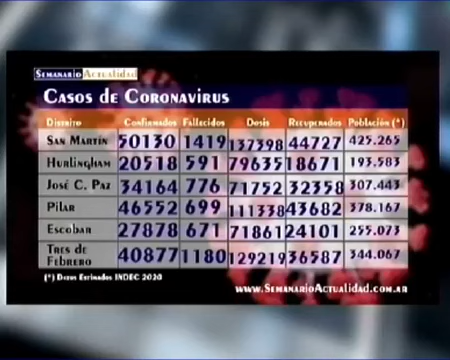 Semanario Actualidad
Casos de Coronavirus
Distrito Confirmados Fallecidos Dosis Recuperados Población (*)
San Martín 50130 1419 137398 44727 425.265
Hurlingham 20518 591 79635 18671 193.583
José C. Paz 34164 776 71752 32358 307.443
Pilar 46552 699 111338 43682 378.167
Escobar 27878 671 71861 24101 255.073
Tres de
Febrero 40877 1180 129219 36587 344.067
(*) Datos Estimados INDEC 2020
www.SemanarioActualidad.com.ar